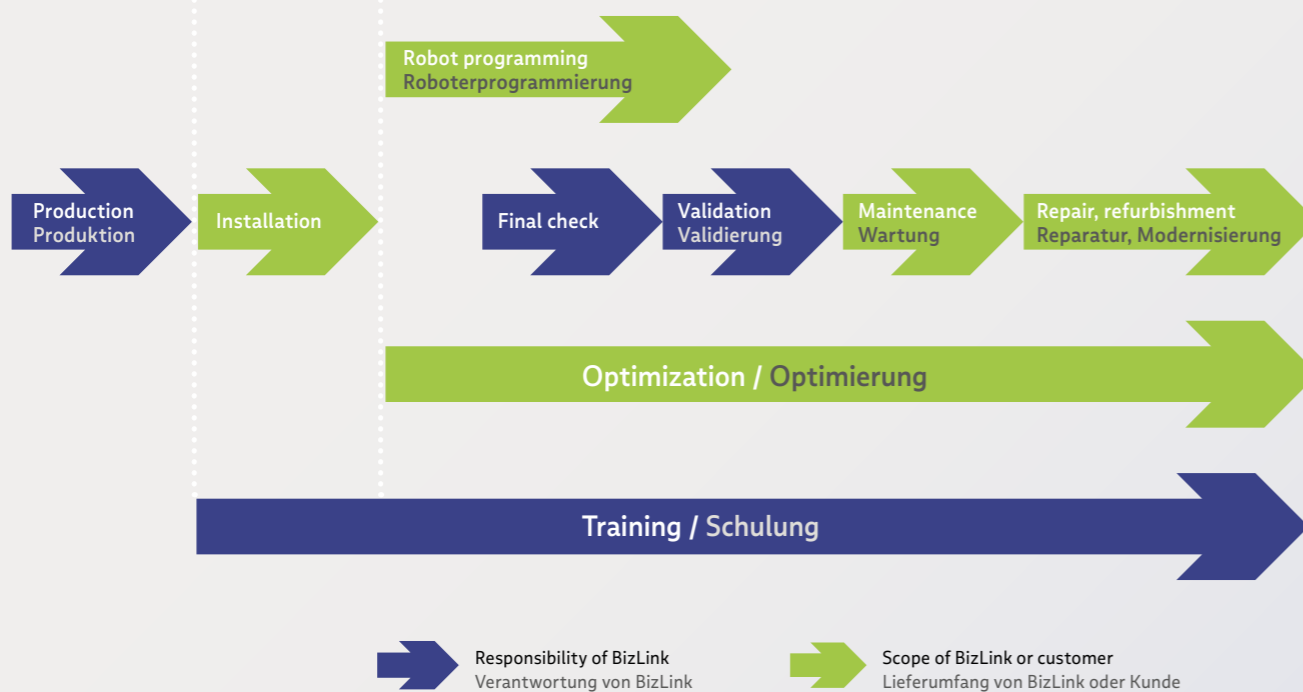 Robot programming
Roboterprogrammierung
Production
Produktion
Installation
Final check
Validation
Validierung
Maintenance
Wartung
Repair, refurbishment
Reparatur, Modernisierung
Optimization / Optimierung
Training / Schulung
Responsibility of BizLink
Verantwortung von BizLink
Scope of BizLink or customer
Lieferumfang von BizLink oder Kunde